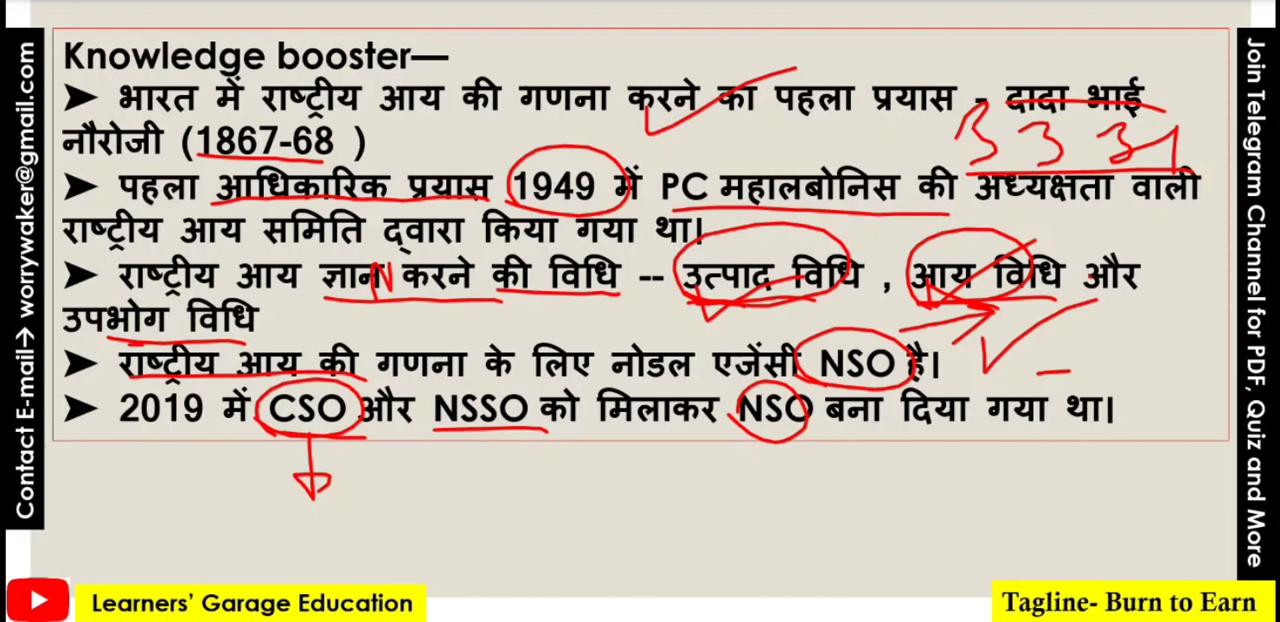 Knowledge booster—
➤ भारत में राष्ट्रीय आय की गणना करने का पहला प्रयास - दादा भाई
नौरोजी (1867-68 )
➤ पहला आधिकारिक प्रयास 1949 में PC महालबोनिस की अध्यक्षता वाली
राष्ट्रीय आय समिति द्वारा किया गया था।
➤ राष्ट्रीय आय ज्ञान करने की विधि -- उत्पाद विधि , आय विधि और
उपभोग विधि
➤ राष्ट्रीय आय की गणना के लिए नोडल एजेंसी NSO है।
➤ 2019 में CSO और NSSO को मिलाकर NSO बना दिया गया था।
Contact E-mail→ worrywaker@gmail.com
Join Telegram Channel for PDF, Quiz and More
Learners’ Garage Education
Tagline- Burn to Earn